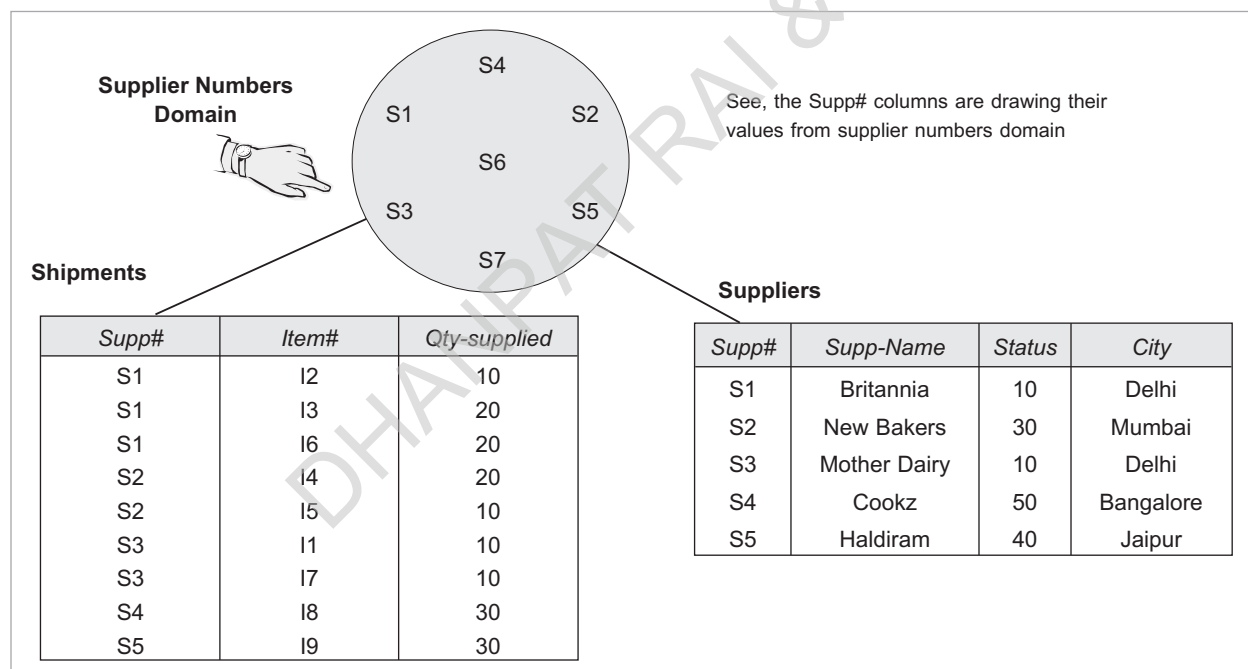 Supplier Numbers
Domain
S4
S1
S2
S6
S3
S5
S7
See, the Supp# columns are drawing their
values from supplier numbers domain
Shipments
Supp# Item# Qty-supplied
S1 I2 10
S1 I3 20
S1 I6 20
S2 I4 20
S2 I5 10
S3 I1 10
S3 I7 10
S4 I8 30
S5 I9 30
Suppliers
Supp# Supp-Name Status City
S1 Britannia 10 Delhi
S2 New Bakers 30 Mumbai
S3 Mother Dairy 10 Delhi
S4 Cookz 50 Bangalore
S5 Haldiram 40 Jaipur
DHANPAT RAI &